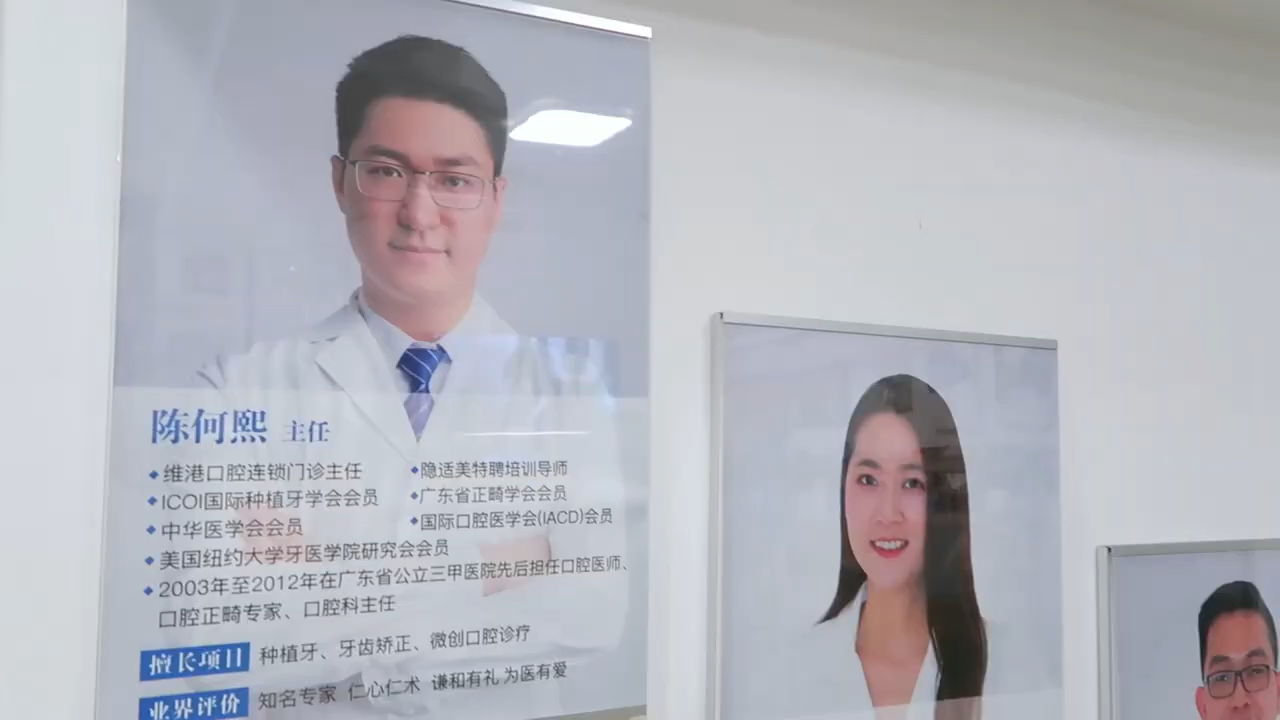 陈何熙 主任
维港口腔连锁门诊主任
隐适美特聘培训导师
ICOI国际种植牙学会会员
广东省正畸学会会员
中华医学会会员
国际口腔医学会(IACD)会员
美国纽约大学牙医学院研究会会员
2003年至2012年在广东省公立三甲医院先后担任口腔医师、
口腔正畸专家、口腔科主任
擅长项目 种植牙、牙齿矫正、微创口腔诊疗
业界评价 知名专家 仁心仁术 谦和有礼 为医有爱